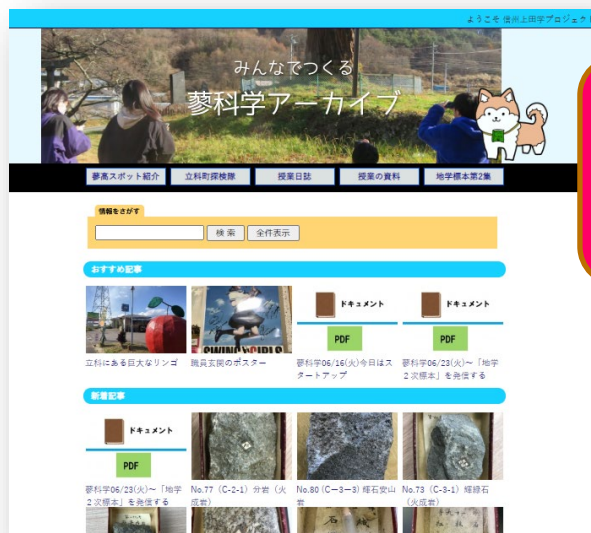 ようこそ 信州上田学プロジェクト
みんなでつくる
蓼科学アーカイブ
夢高スポット紹介
立科町探検隊
授業日誌
授業の資料
地学標本第2集
情報をさがす
検 索
全件表示
おすすめ記事
ドキュメント
PDF
ドキュメント
PDF
SWING GIRLS
立科にある巨大なリンゴ
職員玄関のポスター
蓼科学06/16(火)今日はス
タートアップ
蓼科学06/23(火)～「地学
２次標本」を発信する
新着記事
ドキュメント
PDF
蓼科学06/23(火)～「地学
２次標本」を発信する
No.77（C-2-1）分岩（火
成岩）
No.80 (C－3－3) 輝石安山
岩
No.73（C-3-1）輝緑石
（火成岩）